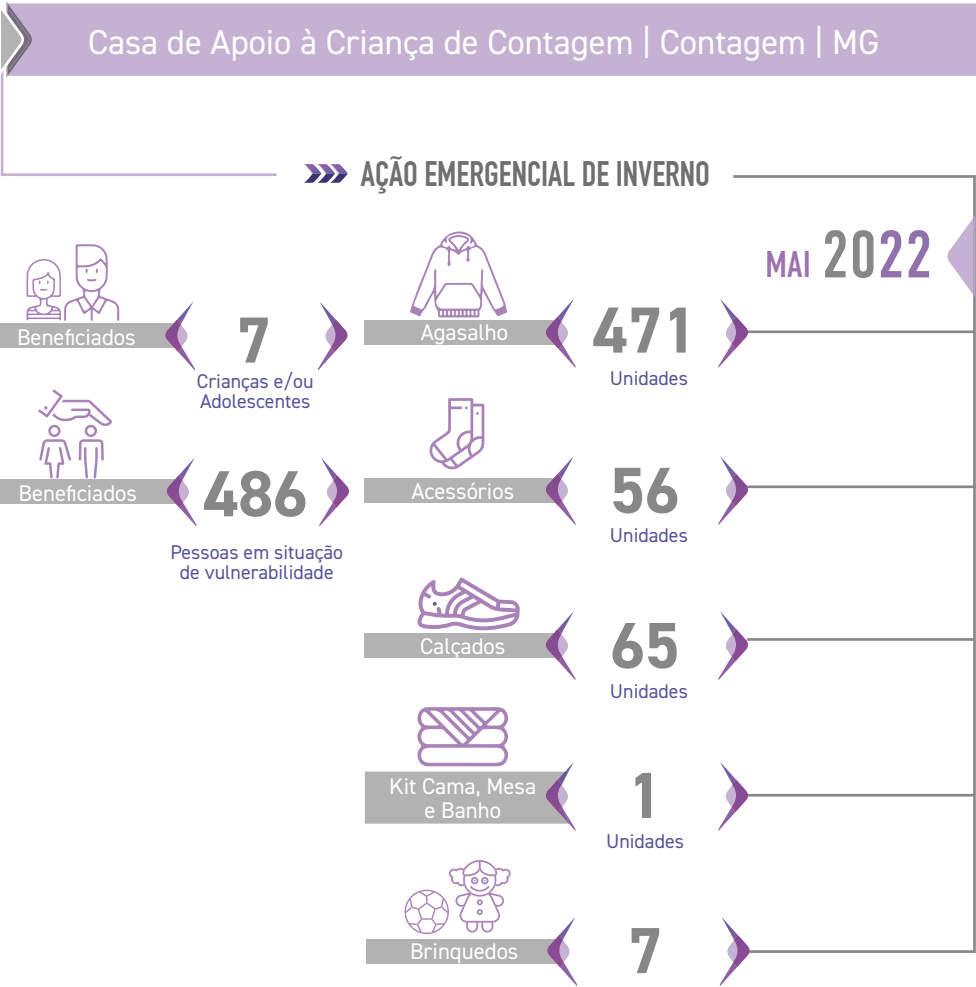 Casa de Apoio à Criança de Contagem | Contagem | MG
AÇÃO EMERGENCIAL DE INVERNO
MAI 2022
Beneficiados
7
Crianças e/ou
Adolescentes
Beneficiados
486
Pessoas em situação
de vulnerabilidade
Agasalho
471
Unidades
Acessórios
56
Unidades
Calçados
65
Unidades
Kit Cama, Mesa
e Banho
1
Unidades
Brinquedos
7